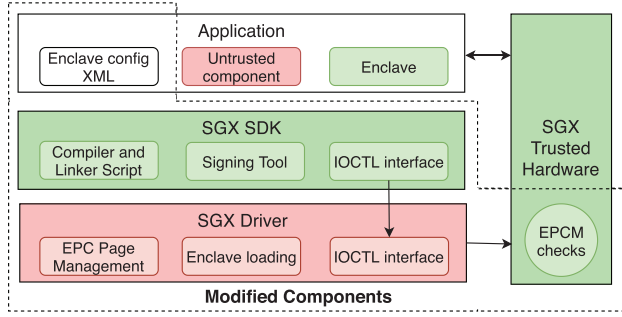 Application
Enclave config
XML
Untrusted
component
Enclave
SGX SDK
Compiler and
Linker Script
Signing Tool
IOCTL interface
SGX Driver
EPC Page
Management
Enclave loading
IOCTL interface
SGX
Trusted
Hardware
EPCM
checks
Modified Components